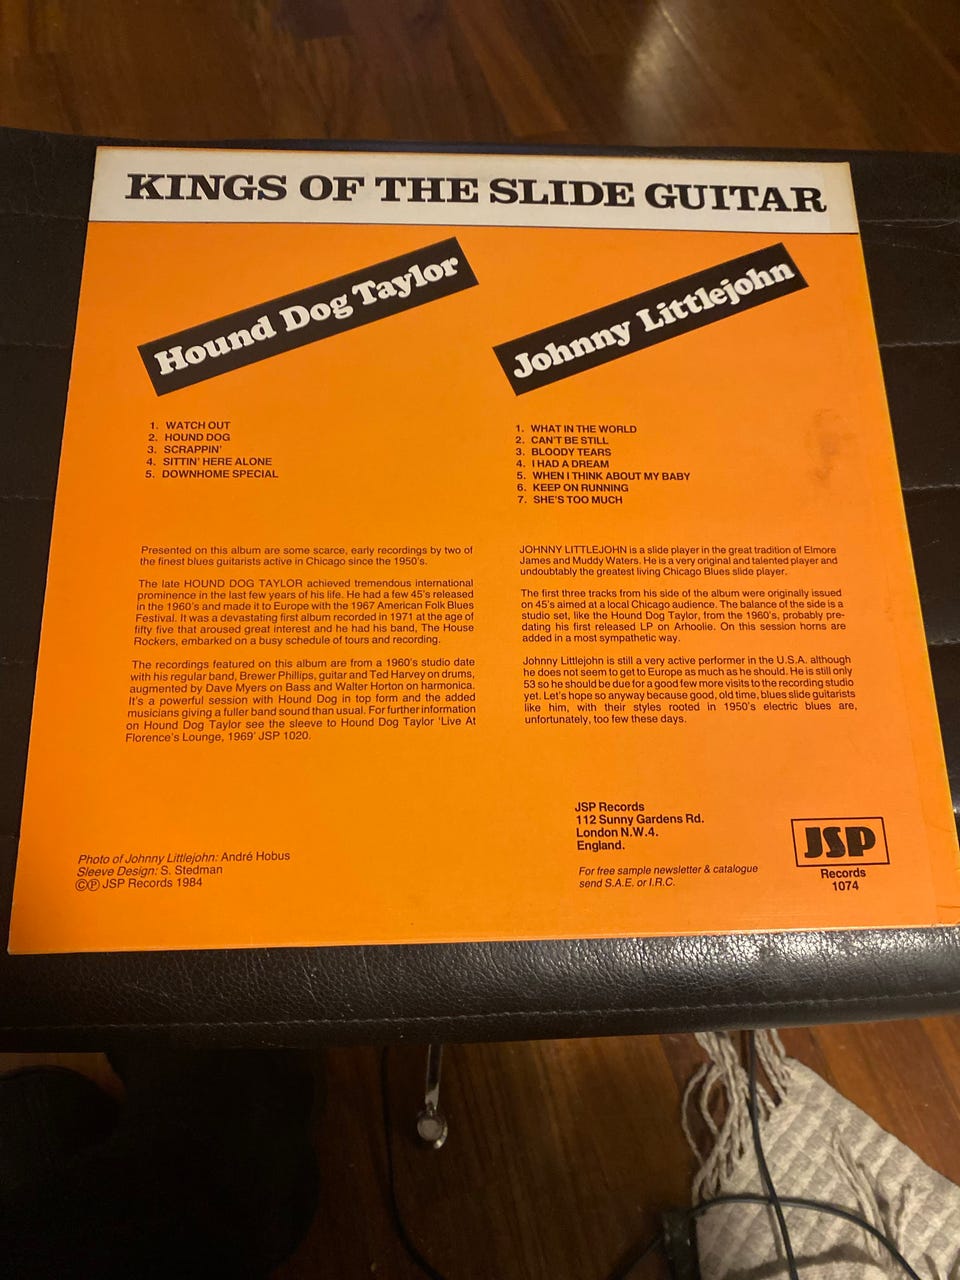 KINGS OF THE SLIDE GUITAR
Hound Dog Taylor
1. WATCH OUT
2. HOUND DOG
3. SCRAPPIN'
4. SITTIN' HERE ALONE
5. DOWNHOME SPECIAL
Presented on this album are some scarce, early recordings by two of
the finest blues guitarists active in Chicago since the 1950's.
The late HOUND DOG TAYLOR achieved tremendous international
prominence in the last few years of his life. He had a few 45's released
in the 1960's and made it to Europe with the 1967 American Folk Blues
Festival. It was a devastating first album recorded in 1971 at the age of
fifty five that aroused great interest and he had his band, The House
Rockers, embarked on a busy schedule of tours and recording.
The recordings featured on this album are from a 1960's studio date
with his regular band, Brewer Phillips, guitar and Ted Harvey on drums,
augmented by Dave Myers on Bass and Walter Horton on harmonica.
It's a powerful session with Hound Dog in top form and the added
musicians giving a fuller band sound than usual. For further information
on Hound Dog Taylor see the sleeve to Hound Dog Taylor 'Live At
Florence's Lounge, 1969' JSP 1020.
Photo of Johnny Littlejohn: André Hobus
Sleeve Design: S. Stedman
©℗ JSP Records 1984
Johnny Littlejohn
1. WHAT IN THE WORLD
2. CAN'T BE STILL
3. BLOODY TEARS
4. I HAD A DREAM
5. WHEN I THINK ABOUT MY BABY
6. KEEP ON RUNNING
7. SHE'S TOO MUCH
JOHNNY LITTLEJOHN is a slide player in the great tradition of Elmore
James and Muddy Waters. He is a very original and talented player and
undoubtably the greatest living Chicago Blues slide player.
The first three tracks from his side of the album were originally issued
on 45's aimed at a local Chicago audience. The balance of the side is a
studio set, like the Hound Dog Taylor, from the 1960's, probably pre-
dating his first released LP on Arhoolie. On this session horns are
added in a most sympathetic way.
Johnny Littlejohn is still a very active performer in the U.S.A. although
he does not seem to get to Europe as much as he should. He is still only
53 so he should be due for a good few more visits to the recording studio
yet. Let's hope so anyway because good, old time, blues slide guitarists
like him, with their styles rooted in 1950's electric blues are,
unfortunately, too few these days.
JSP Records
112 Sunny Gardens Rd.
London N.W.4.
England.
For free sample newsletter & catalogue
send S.A.E. or I.R.C.
JSP
Records
1074